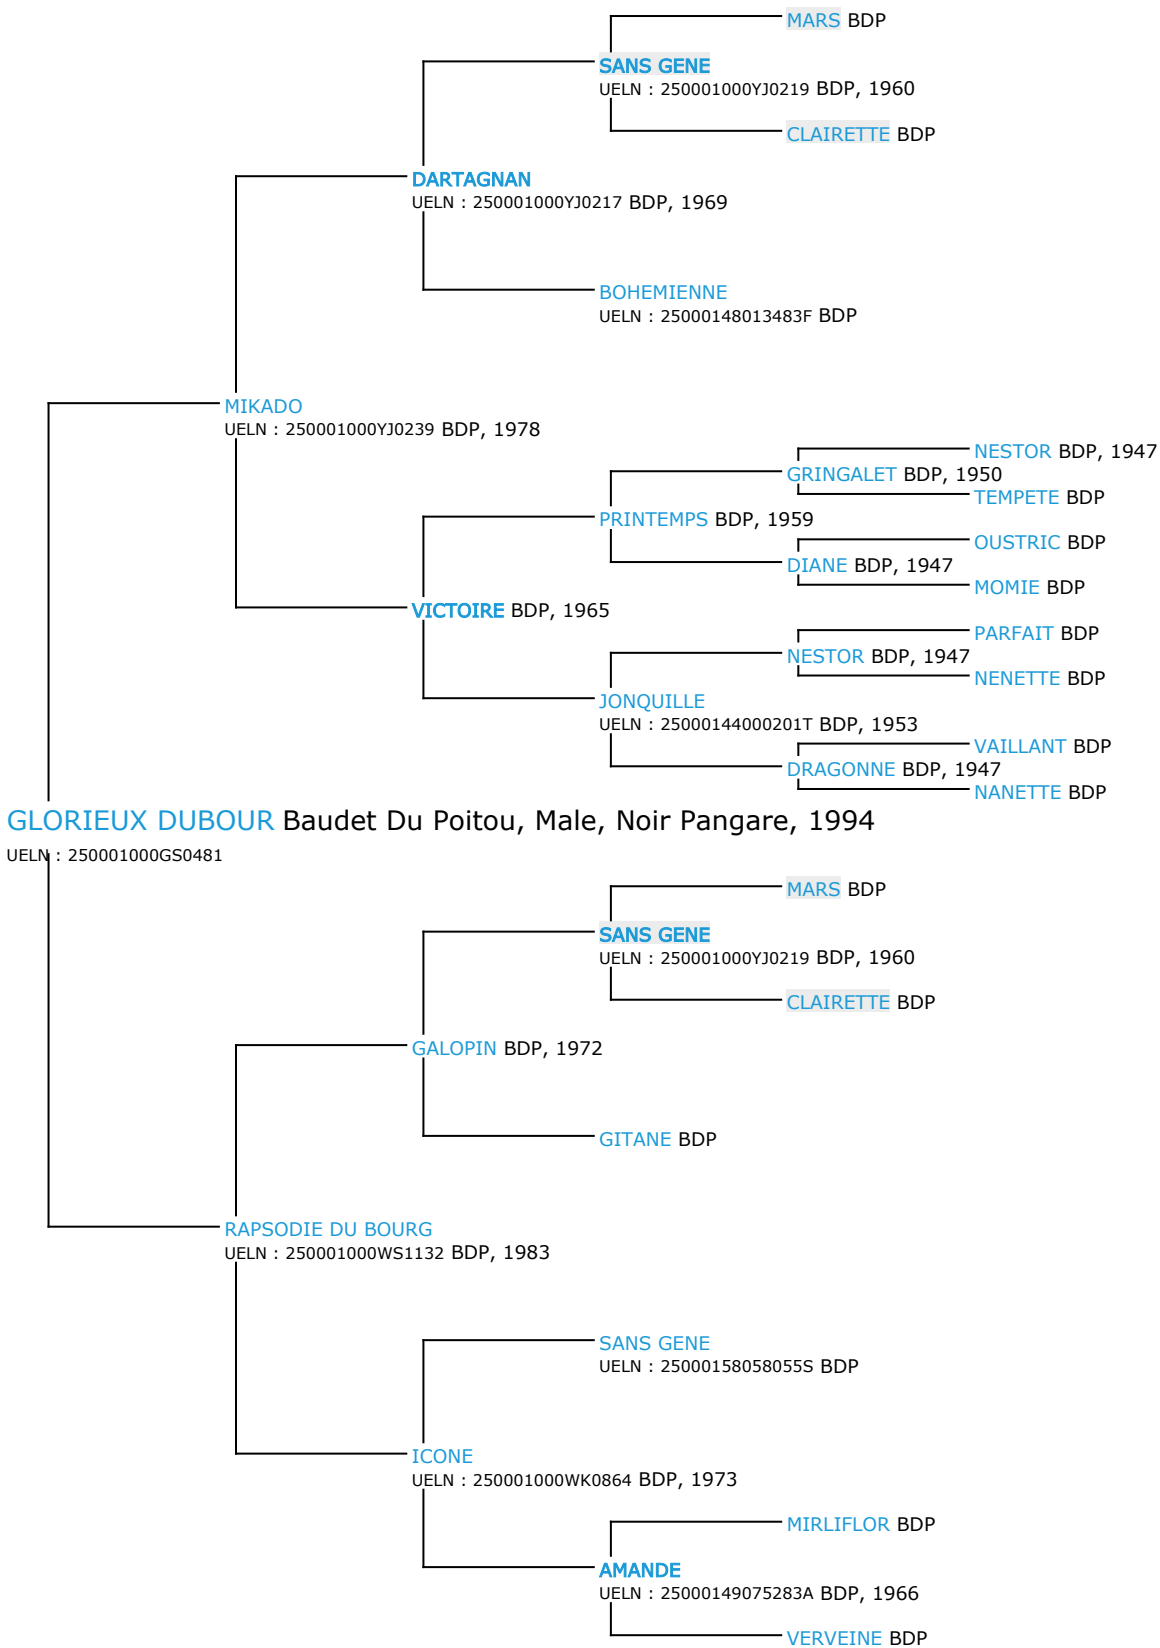 MARS BDP
SANS GENE
UELN : 250001000YJ0219 BDP, 1960
CLAIRETTE BDP
DARTAGNAN
UELN : 250001000YJ0217 BDP, 1969
BOHEMIENNE
UELN : 25000148013483F BDP
MIKADO
UELN : 250001000YJ0239 BDP, 1978
NESTOR BDP, 1947
GRINGALET BDP, 1950
TEMPETE BDP
PRINTEMPS BDP, 1959
OUSTRIC BDP
DIANE BDP, 1947
MOMIE BDP
VICTOIRE BDP, 1965
PARFAIT BDP
NESTOR BDP, 1947
NENETTE BDP
JONQUILLE
UELN : 25000144000201T BDP, 1953
VAILLANT BDP
DRAGONNE BDP, 1947
NANETTE BDP
GLORIEUX DUBOUR Baudet Du Poitou, Male, Noir Pangare, 1994
UELN : 250001000GS0481
MARS BDP
SANS GENE
UELN : 250001000YJ0219 BDP, 1960
CLAIRETTE BDP
GALOPIN BDP, 1972
GITANE BDP
RAPSODIE DU BOURG
UELN : 250001000WS1132 BDP, 1983
SANS GENE
UELN : 25000158058055S BDP
ICONE
UELN : 250001000WK0864 BDP, 1973
MIRLIFLOR BDP
AMANDE
UELN : 25000149075283A BDP, 1966
VERVEINE BDP